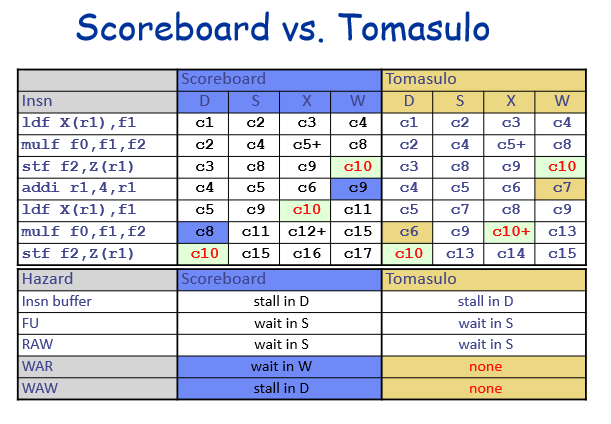 Scoreboard vs. Tomasulo
Scoreboard Tomasulo
Insn D S X W D S X W
ldf X(r1),f1 c1 c2 c3 c4 c1 c2 c3 c4
mulf f0,f1,f2 c2 c4 c5+ c8 c2 c4 c5+ c8
stf f2,Z(r1) c3 c8 c9 c10 c3 c8 c9 c10
addi r1,4,r1 c4 c5 c6 c9 c4 c5 c6 c7
ldf X(r1),f1 c5 c9 c10 c11 c5 c7 c8 c9
mulf f0,f1,f2 c8 c11 c12+ c15 c6 c9 c10+ c13
stf f2,Z(r1) c10 c15 c16 c17 c10 c13 c14 c15
Hazard Scoreboard Tomasulo
Insn buffer stall in D stall in D
FU wait in S wait in S
RAW wait in S wait in S
WAR wait in W none
WAW stall in D none